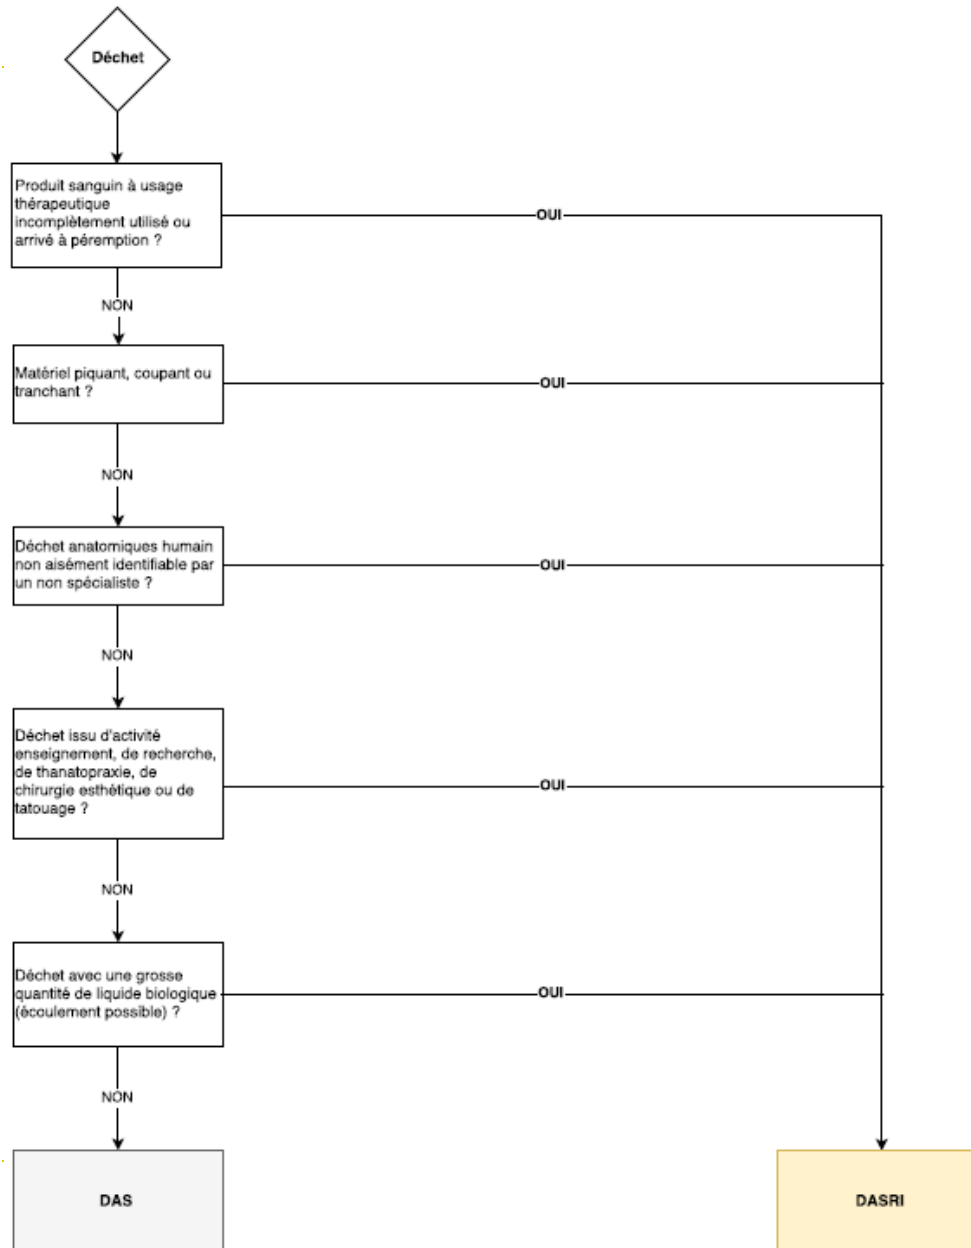 Déchet
Produit sanguin à usage
thérapeutique
incomplètement utilisé ou
arrivé à péremption ?
OUI
NON
Matériel piquant, coupant ou
tranchant ?
OUI
NON
Déchet anatomiques humain
non aisément identifiable par
un non spécialiste ?
OUI
NON
Déchet issu d'activité
enseignement, de recherche,
de thanatopraxie, de
chirurgie esthétique ou de
tatouage ?
OUI
NON
Déchet avec une grosse
quantité de liquide biologique
(écoulement possible) ?
OUI
NON
DAS
DASRI